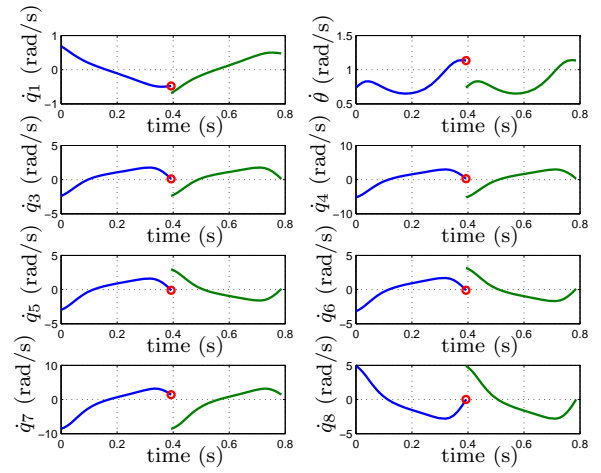 1
0
−1
0 0.2 0.4 0.6 0.8
time (s)
q̇1 (rad/s)
1.5
1
0.5
0 0.2 0.4 0.6 0.8
time (s)
θ̇ (rad/s)
5
0
−5
0 0.2 0.4 0.6 0.8
time (s)
q̇3 (rad/s)
10
0
−10
0 0.2 0.4 0.6 0.8
time (s)
q̇4 (rad/s)
5
0
−5
0 0.2 0.4 0.6 0.8
time (s)
q̇5 (rad/s)
5
0
−5
0 0.2 0.4 0.6 0.8
time (s)
q̇6 (rad/s)
10
0
−10
0 0.2 0.4 0.6 0.8
time (s)
q̇7 (rad/s)
5
0
−5
0 0.2 0.4 0.6 0.8
time (s)
q̇8 (rad/s)